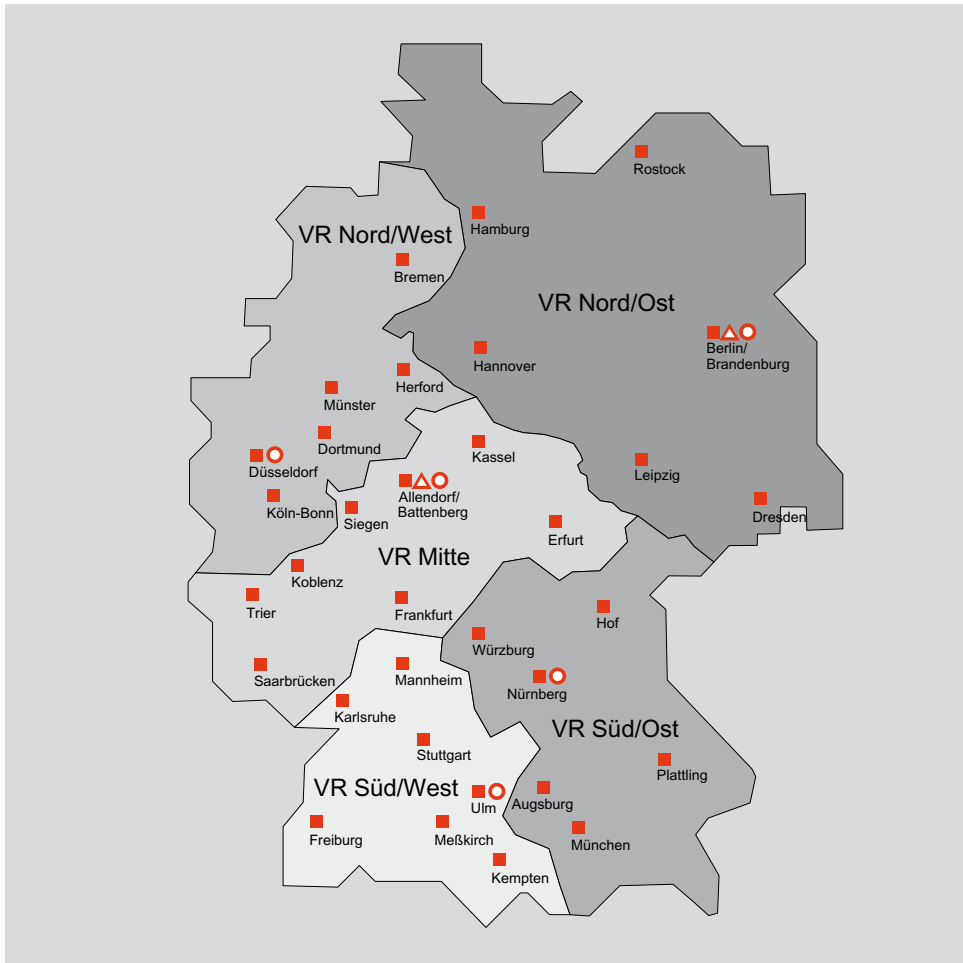 Rostock
Hamburg
VR Nord/West
Bremen
VR Nord/Ost
Berlin/
Brandenburg
Hannover
Herford
Münster
Dortmund
Kassel
Düsseldorf
Leipzig
Allendorf/
Battenberg
Köln-Bonn
Siegen
Dresden
Erfurt
VR Mitte
Koblenz
Trier
Frankfurt
Hof
Würzburg
Saarbrücken
Mannheim
Nürnberg
Karlsruhe
VR Süd/Ost
Stuttgart
Plattling
VR Süd/West
Ulm
Augsburg
Freiburg
Meßkirch
München
Kempten